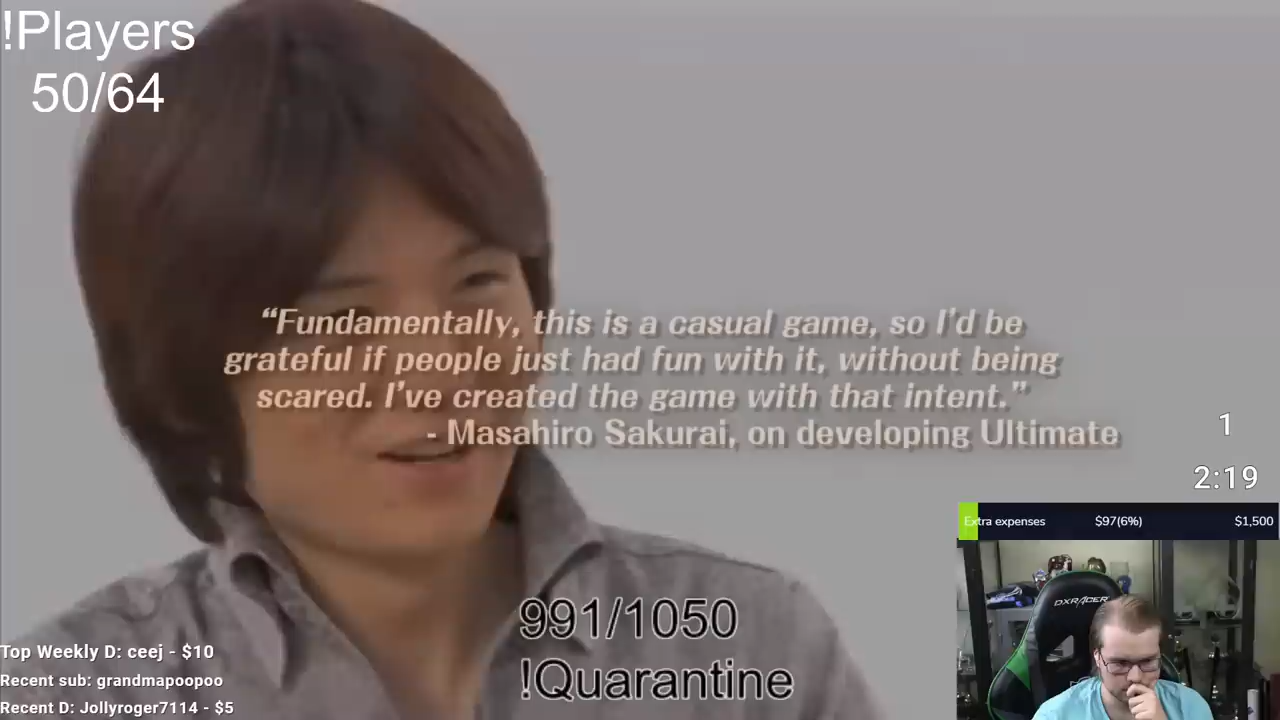 !Players
50/64
“Fundamentally, this is a casual game, so I’d be
grateful if people just had fun with it, without being
scared. I’ve created the game with that intent.”
- Masahiro Sakurai, on developing Ultimate
1
2:19
Extra expenses $97(6%) $1,500
DXRACER
991/1050
!Quarantine
Top Weekly D: ceej - $10
Recent sub: grandmapoopoo
Recent D: Jollyroger7114 - $5